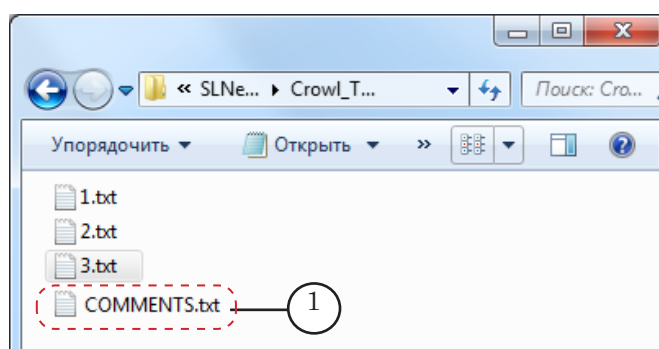 « SLNe... Crowl_T... Поиск: Cro...
Упорядочить Открыть »
1.txt
2.txt
3.txt
COMMENTS.txt 1